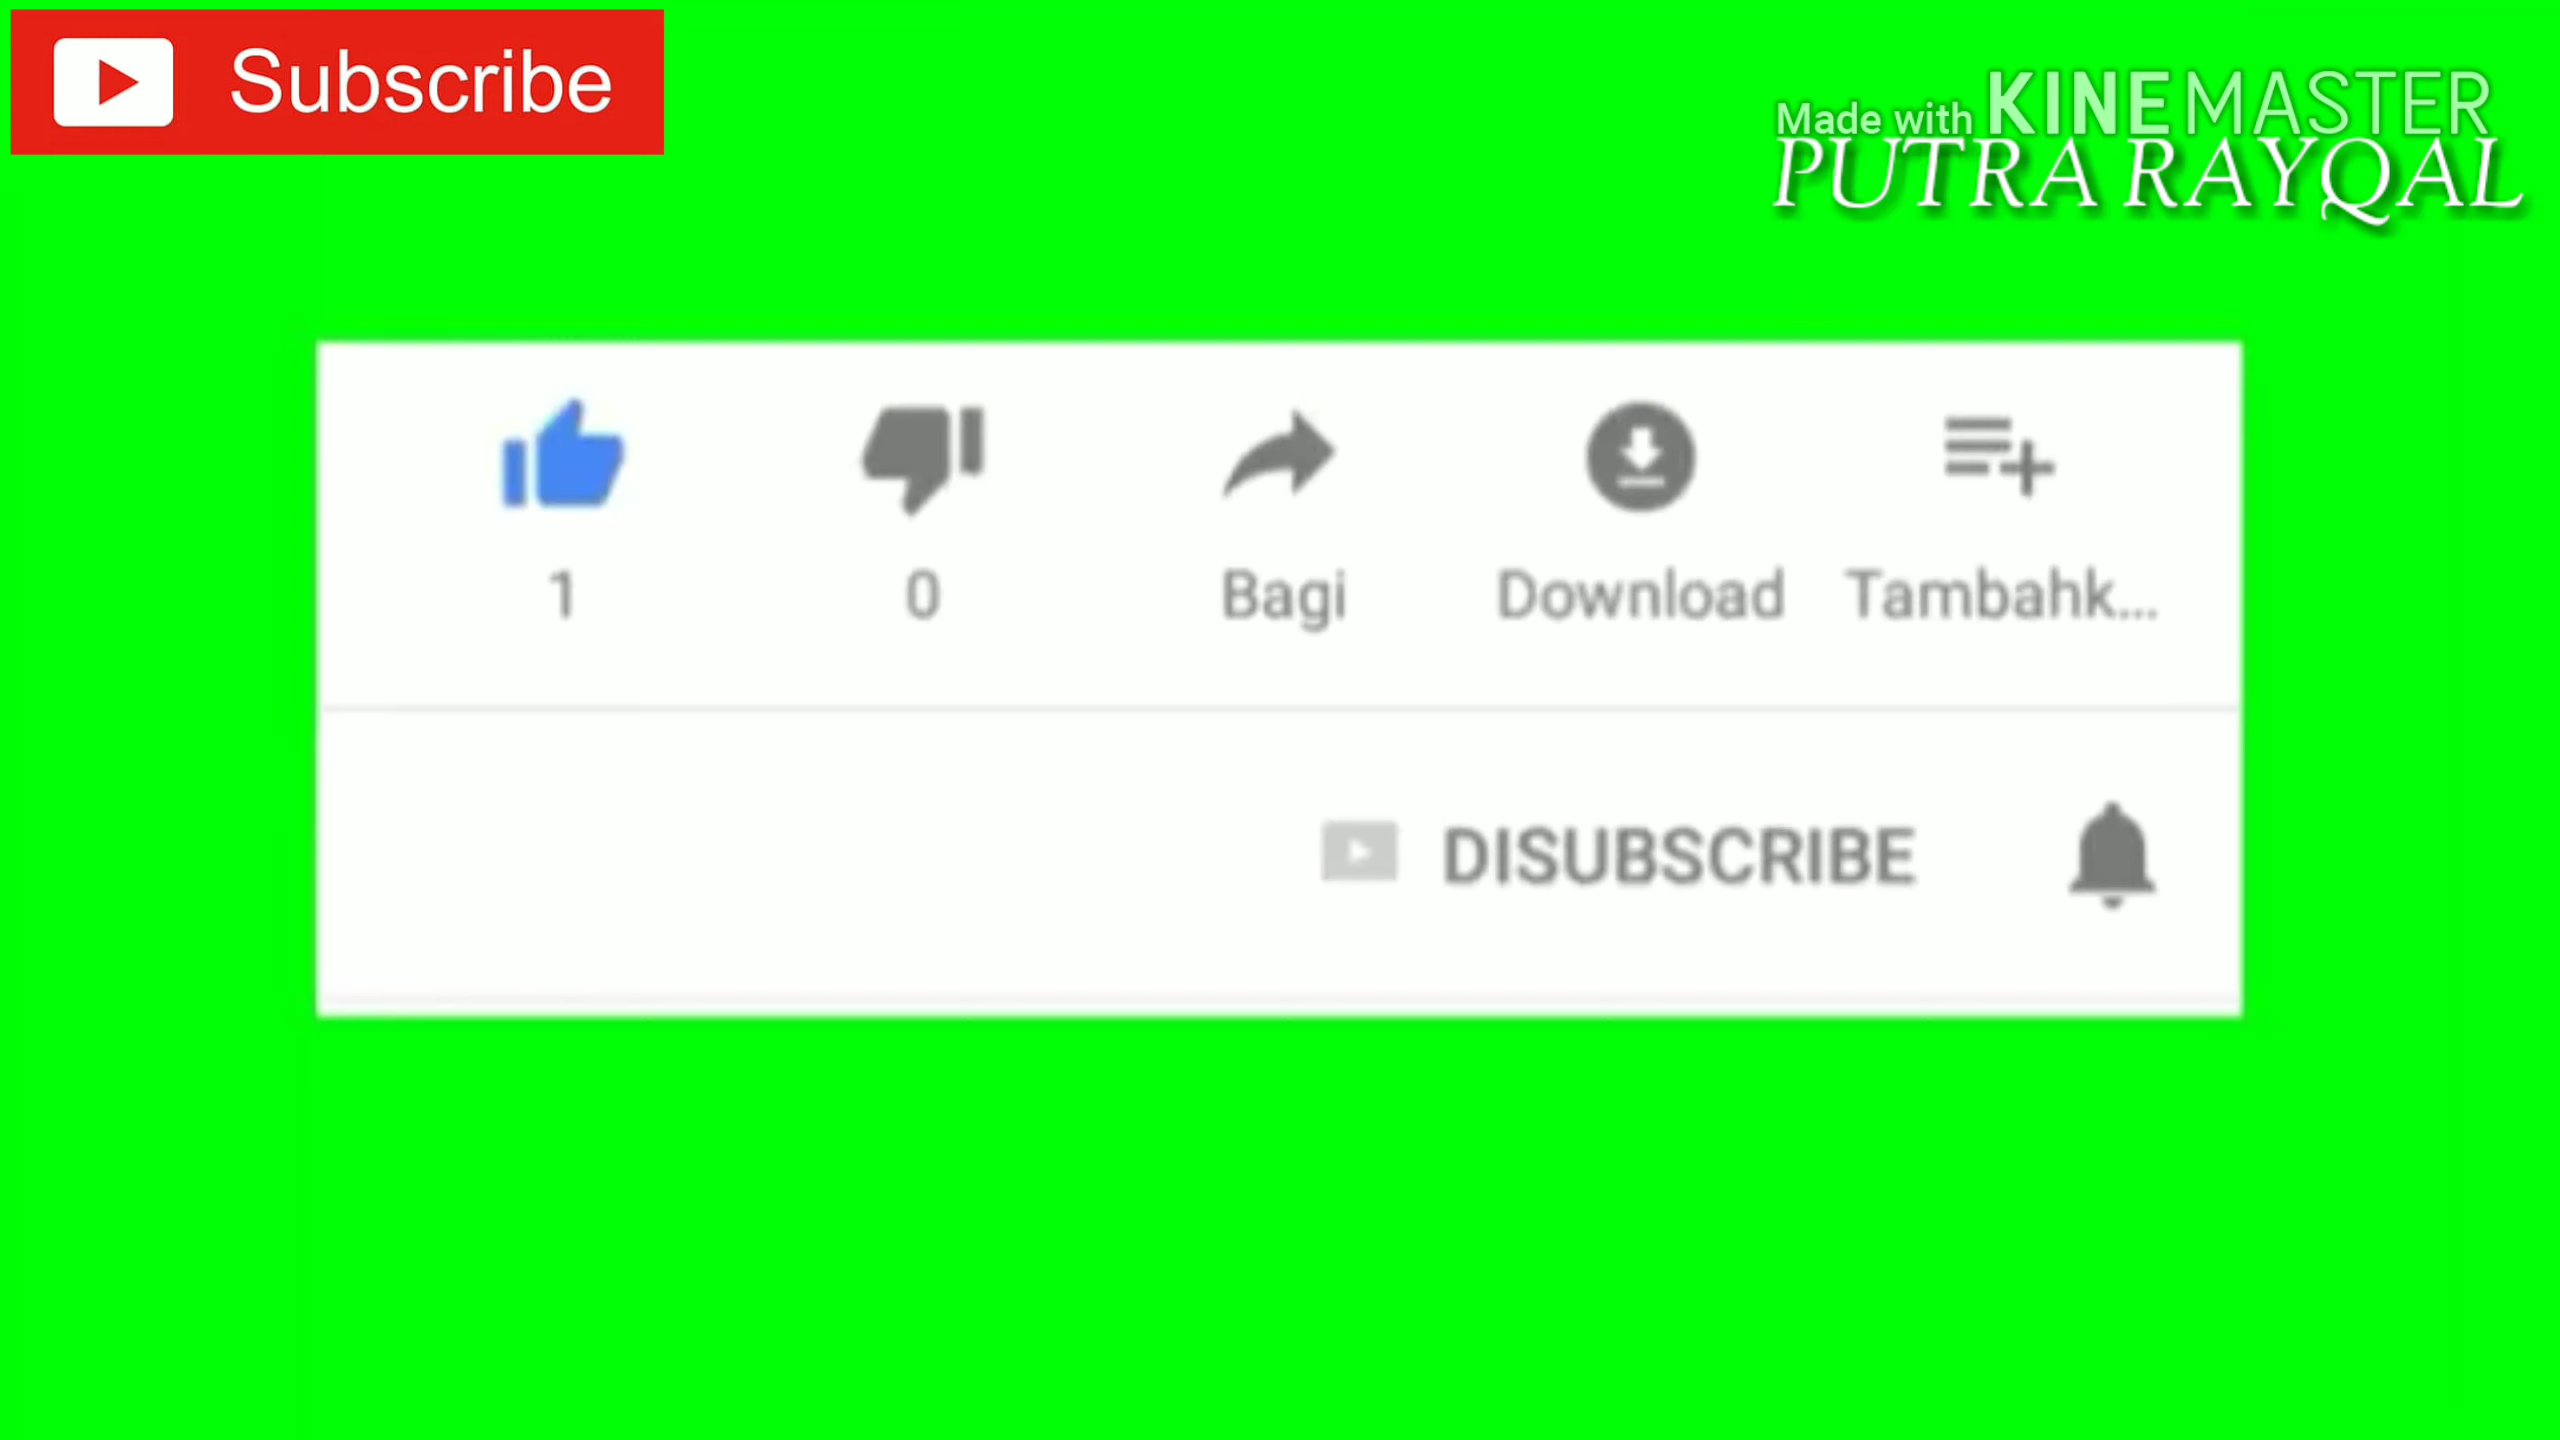 Subscribe
Made with KINEMASTER
PUTRA RAYQAL
1 0 Bagi Download Tambahk...
DISUBSCRIBE